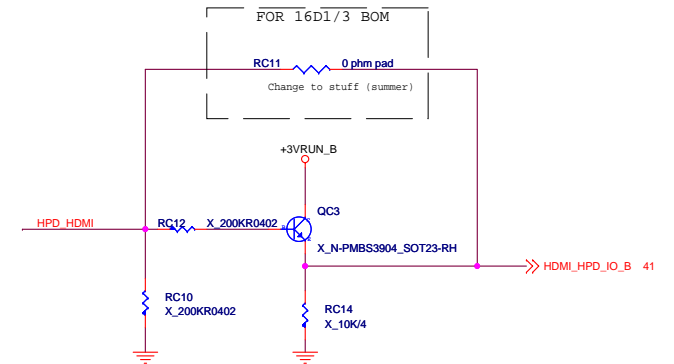 FOR 16D1/3 BOM
RC11 0 phm pad
Change to stuff (summer)
+3VRUN_B
QC3
HPD_HDMI RC12 X_200KR0402
X_N-PMBS3904_SOT23-RH
HDMI_HPD_IO_B 41
RC10
X_200KR0402
RC14
X_10K/4